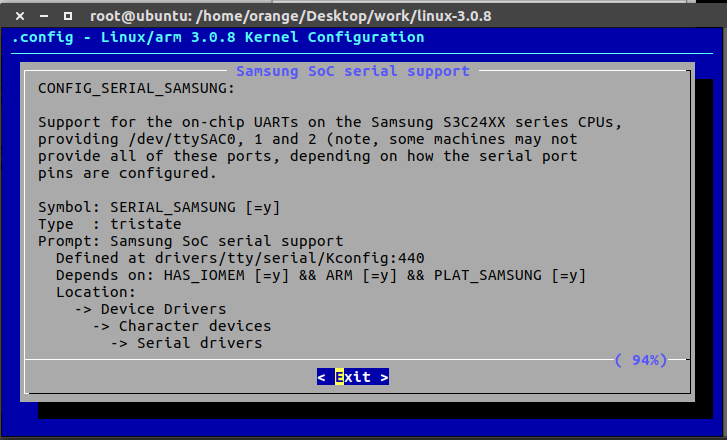 root@ubuntu: /home/orange/Desktop/work/linux-3.0.8
.config - Linux/arm 3.0.8 Kernel Configuration
Samsung SoC serial support
CONFIG_SERIAL_SAMSUNG:
Support for the on-chip UARTs on the Samsung S3C24XX series CPUs,
providing /dev/ttySAC0, 1 and 2 (note, some machines may not
provide all of these ports, depending on how the serial port
pins are configured.
Symbol: SERIAL_SAMSUNG [=y]
Type  : tristate
Prompt: Samsung SoC serial support
  Defined at drivers/tty/serial/Kconfig:440
  Depends on: HAS_IOMEM [=y] && ARM [=y] && PLAT_SAMSUNG [=y]
  Location:
    -> Device Drivers
      -> Character devices
        -> Serial drivers
( 94%)
< Exit >